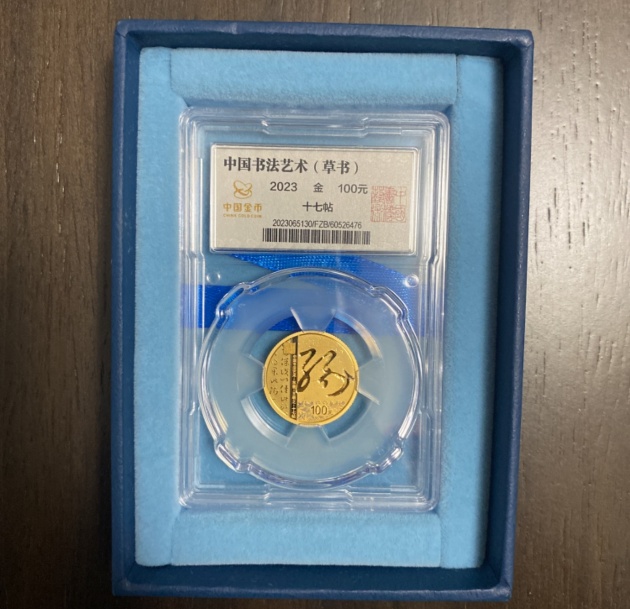 中国书法艺术（草书）
2023 金 100元
中国金币
十七帖
2023065130/FZB/60526476
100元